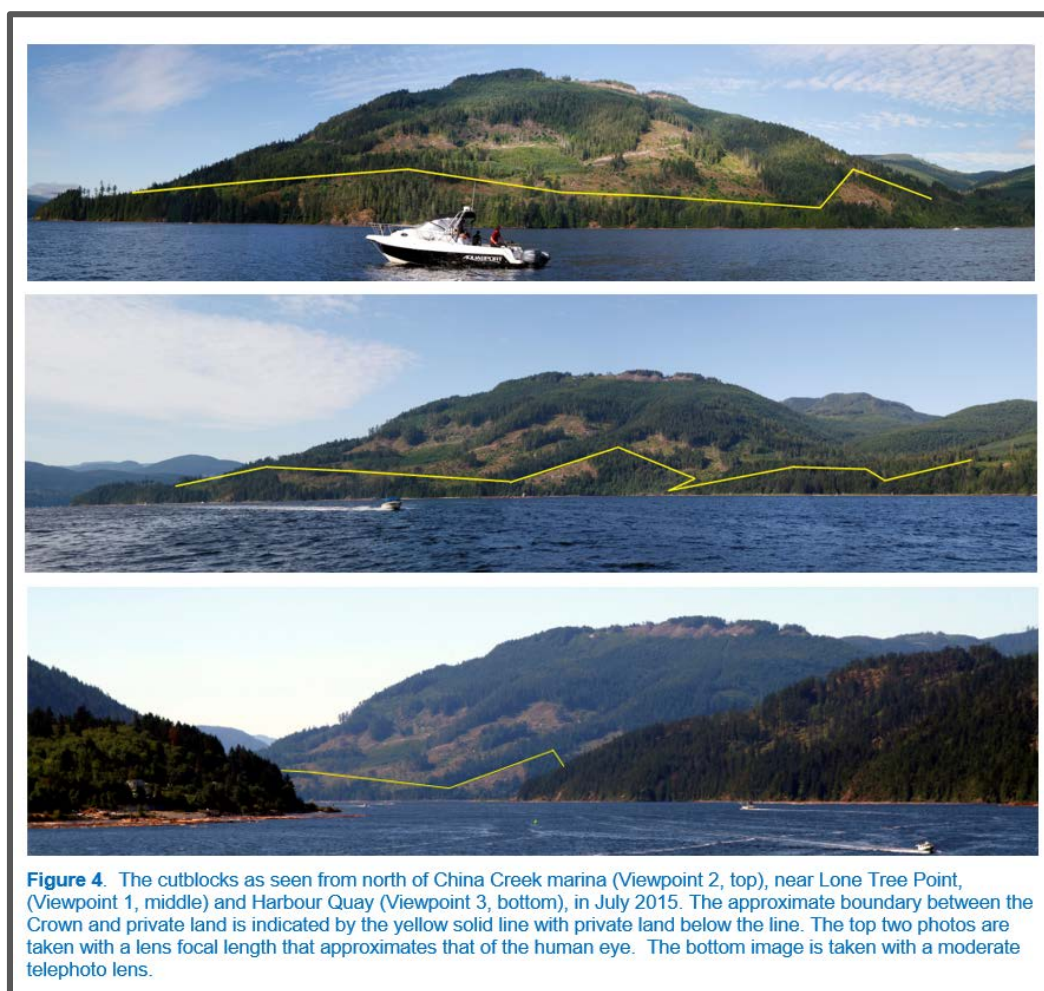 AQUASPORT
Figure 4. The cutblocks as seen from north of China Creek marina (Viewpoint 2, top), near Lone Tree Point,
(Viewpoint 1, middle) and Harbour Quay (Viewpoint 3, bottom), in July 2015. The approximate boundary between the
Crown and private land is indicated by the yellow solid line with private land below the line. The top two photos are
taken with a lens focal length that approximates that of the human eye. The bottom image is taken with a moderate
telephoto lens.